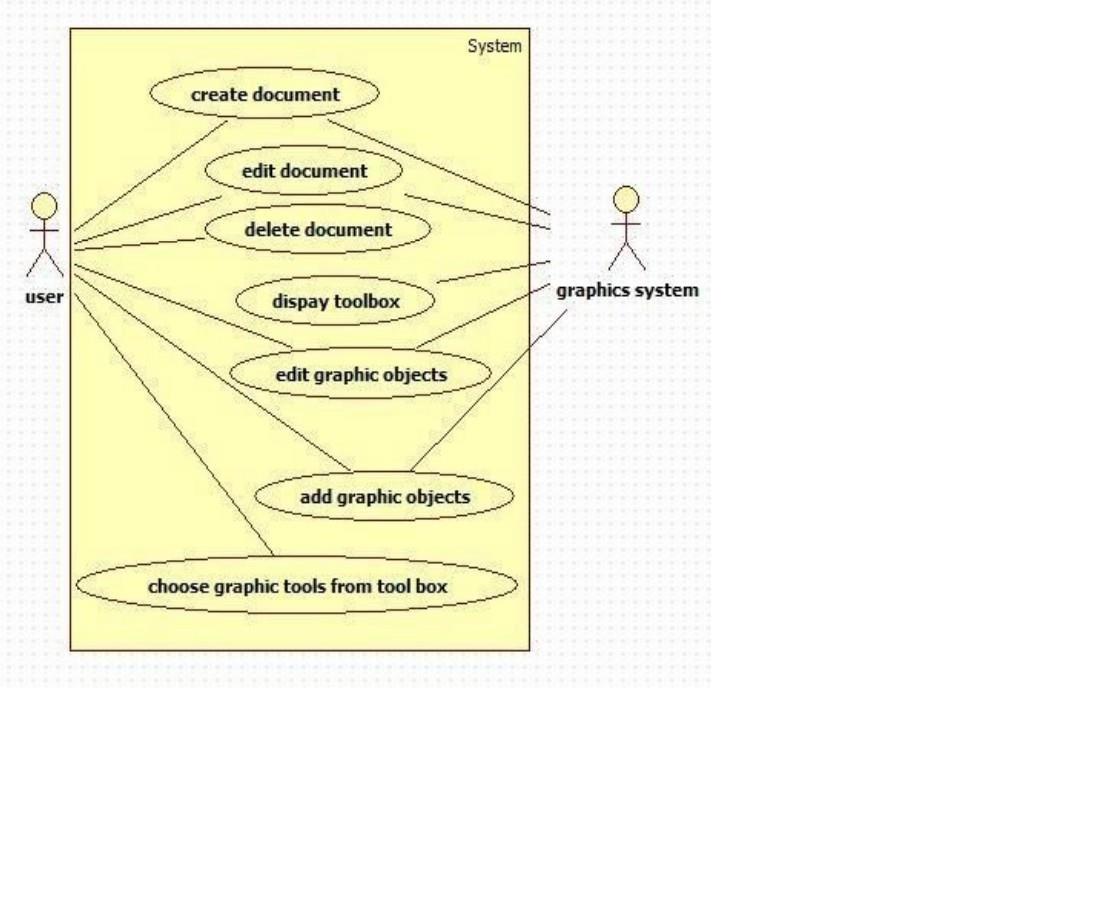 System
create document
edit document
delete document
user
dispay toolbox
graphics system
edit graphic objects
add graphic objects
choose graphic tools from tool box